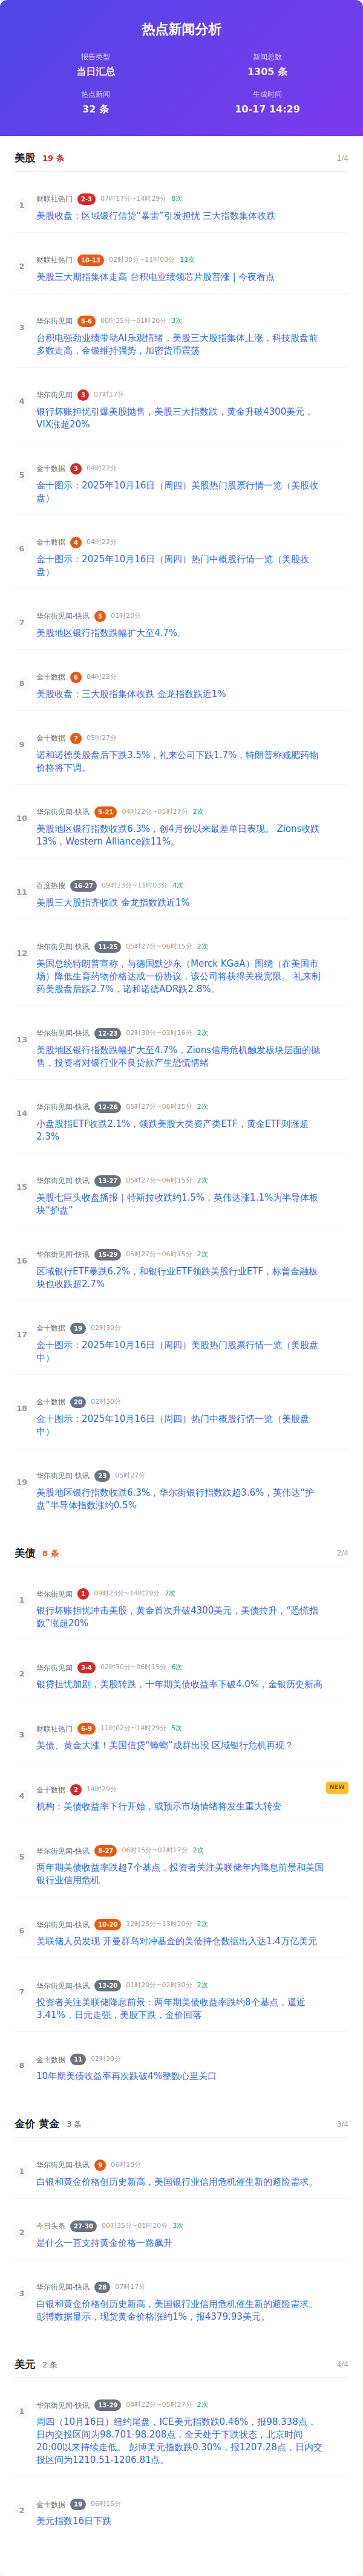 热点新闻分析
报告类型
新闻总数
当日汇总
1305 条
热点新闻
生成时间
32 条
10-17 14:29
美股 19 条
1/4
1
财联社热门 2-3 07时17分~14时29分 8次
美股收盘：区域银行信贷“暴雷”引发担忧 三大指数集体收跌
2
财联社热门 10-13 02时30分~11时03分 11次
美股三大期指集体走高 台积电业绩领芯片股普涨 | 今夜看点
3
华尔街见闻 5-6 00时35分~01时20分 3次
台积电强劲业绩带动AI乐观情绪，美股三大股指集体上涨，科技股盘前
多数走高，金银维持强势，加密货币震荡
4
华尔街见闻 3 07时17分
银行坏账担忧引爆美股抛售，美股三大指数跌，黄金升破4300美元，
VIX涨超20%
5
金十数据 3 04时22分
金十图示：2025年10月16日（周四）美股热门股票行情一览（美股收
盘）
6
金十数据 4 04时22分
金十图示：2025年10月16日（周四）热门中概股行情一览（美股收
盘）
7
华尔街见闻-快讯 5 01时20分
美股地区银行指数跌幅扩大至4.7%。
8
金十数据 6 04时22分
美股收盘：三大股指集体收跌 金龙指数跌近1%
9
金十数据 7 05时27分
诺和诺德美股盘后下跌3.5%，礼来公司下跌1.7%，特朗普称减肥药物
价格将下调。
10
华尔街见闻-快讯 5-21 04时22分~05时27分 2次
美股地区银行指数收跌6.3%，创4月份以来最差单日表现。 Zions收跌
13%，Western Alliance跌11%。
11
百度热搜 16-27 09时23分~11时03分 4次
美股三大股指齐收跌 金龙指数跌近1%
12
华尔街见闻-快讯 11-25 05时27分~06时15分 2次
美国总统特朗普宣称，与德国默沙东（Merck KGaA）围绕（在美国市
场）降低生育药物价格达成一份协议，该公司将获得关税宽限。 礼来制
药美股盘后跌2.7%，诺和诺德ADR跌2.8%。
13
华尔街见闻-快讯 12-23 02时30分~03时16分 2次
美股地区银行指数跌幅扩大至4.7%，Zions信用危机触发板块层面的抛
售，投资者对银行业不良贷款产生恐慌情绪
14
华尔街见闻-快讯 12-26 05时27分~06时15分 2次
小盘股指ETF收跌2.1%，领跌美股大类资产类ETF，黄金ETF则涨超
2.3%
15
华尔街见闻-快讯 13-27 05时27分~06时15分 2次
美股七巨头收盘播报｜特斯拉收跌约1.5%，英伟达涨1.1%为半导体板
块“护盘”
16
华尔街见闻-快讯 15-29 05时27分~06时15分 2次
区域银行ETF暴跌6.2%，和银行业ETF领跌美股行业ETF，标普金融板
块也收跌超2.7%
17
金十数据 19 02时30分
金十图示：2025年10月16日（周四）美股热门股票行情一览（美股盘
中）
18
金十数据 20 02时30分
金十图示：2025年10月16日（周四）热门中概股行情一览（美股盘
中）
19
华尔街见闻-快讯 23 05时27分
美股地区银行指数收跌6.3%，华尔街银行指数跌超3.6%，英伟达“护
盘”半导体指数涨约0.5%
美债 8 条
2/4
1
华尔街见闻 1 09时23分~14时29分 7次
银行坏账担忧冲击美股，黄金首次升破4300美元，美债拉升，“恐慌指
数”涨超20%
2
华尔街见闻 3-4 02时30分~06时15分 6次
银贷担忧加剧，美股转跌，十年期美债收益率下破4.0%，金银历史新高
3
财联社热门 6-9 11时02分~14时29分 5次
美债、黄金大涨！美国信贷“蟑螂”成群出没 区域银行危机再现？
4
金十数据 2 14时29分
NEW
机构：美债收益率下行开始，或预示市场情绪将发生重大转变
5
华尔街见闻-快讯 8-27 06时15分~07时17分 2次
两年期美债收益率跌超7个基点，投资者关注美联储年内降息前景和美国
银行业信用危机
6
华尔街见闻-快讯 10-20 12时25分~13时20分 2次
美联储人员发现 开曼群岛对冲基金的美债持仓数据出入达1.4万亿美元
7
华尔街见闻-快讯 13-20 01时20分~02时30分 2次
投资者关注美联储降息前景：两年期美债收益率跌约8个基点，逼近
3.41%，日元走强，美股下跌，金价回落
8
金十数据 11 02时30分
10年期美债收益率再次跌破4%整数心里关口
金价 黄金 3 条
3/4
1
华尔街见闻-快讯 9 06时15分
白银和黄金价格创历史新高，美国银行业信用危机催生新的避险需求。
2
今日头条 27-30 00时35分~01时20分 3次
是什么一直支持黄金价格一路飙升
3
华尔街见闻-快讯 28 07时17分
白银和黄金价格创历史新高，美国银行业信用危机催生新的避险需求。
彭博数据显示，现货黄金价格涨约1%，报4379.93美元。
美元 2 条
4/4
1
华尔街见闻-快讯 13-29 04时22分~05时27分 2次
周四（10月16日）纽约尾盘，ICE美元指数跌0.46%，报98.338点，
日内交投区间为98.701-98.208点，全天处于下跌状态，北京时间
20:00以来持续走低。 彭博美元指数跌0.30%，报1207.28点，日内交
投区间为1210.51-1206.81点。
2
金十数据 19 06时15分
美元指数16日下跌